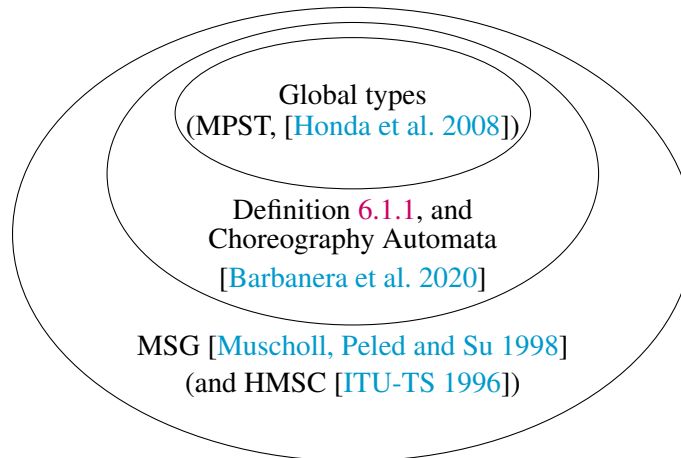 Global types
(MPST, [Honda et al. 2008])
Definition 6.1.1, and
Choreography Automata
[Barbanera et al. 2020]
MSG [Muscholl, Peled and Su 1998]
(and HMSC [ITU-TS 1996])